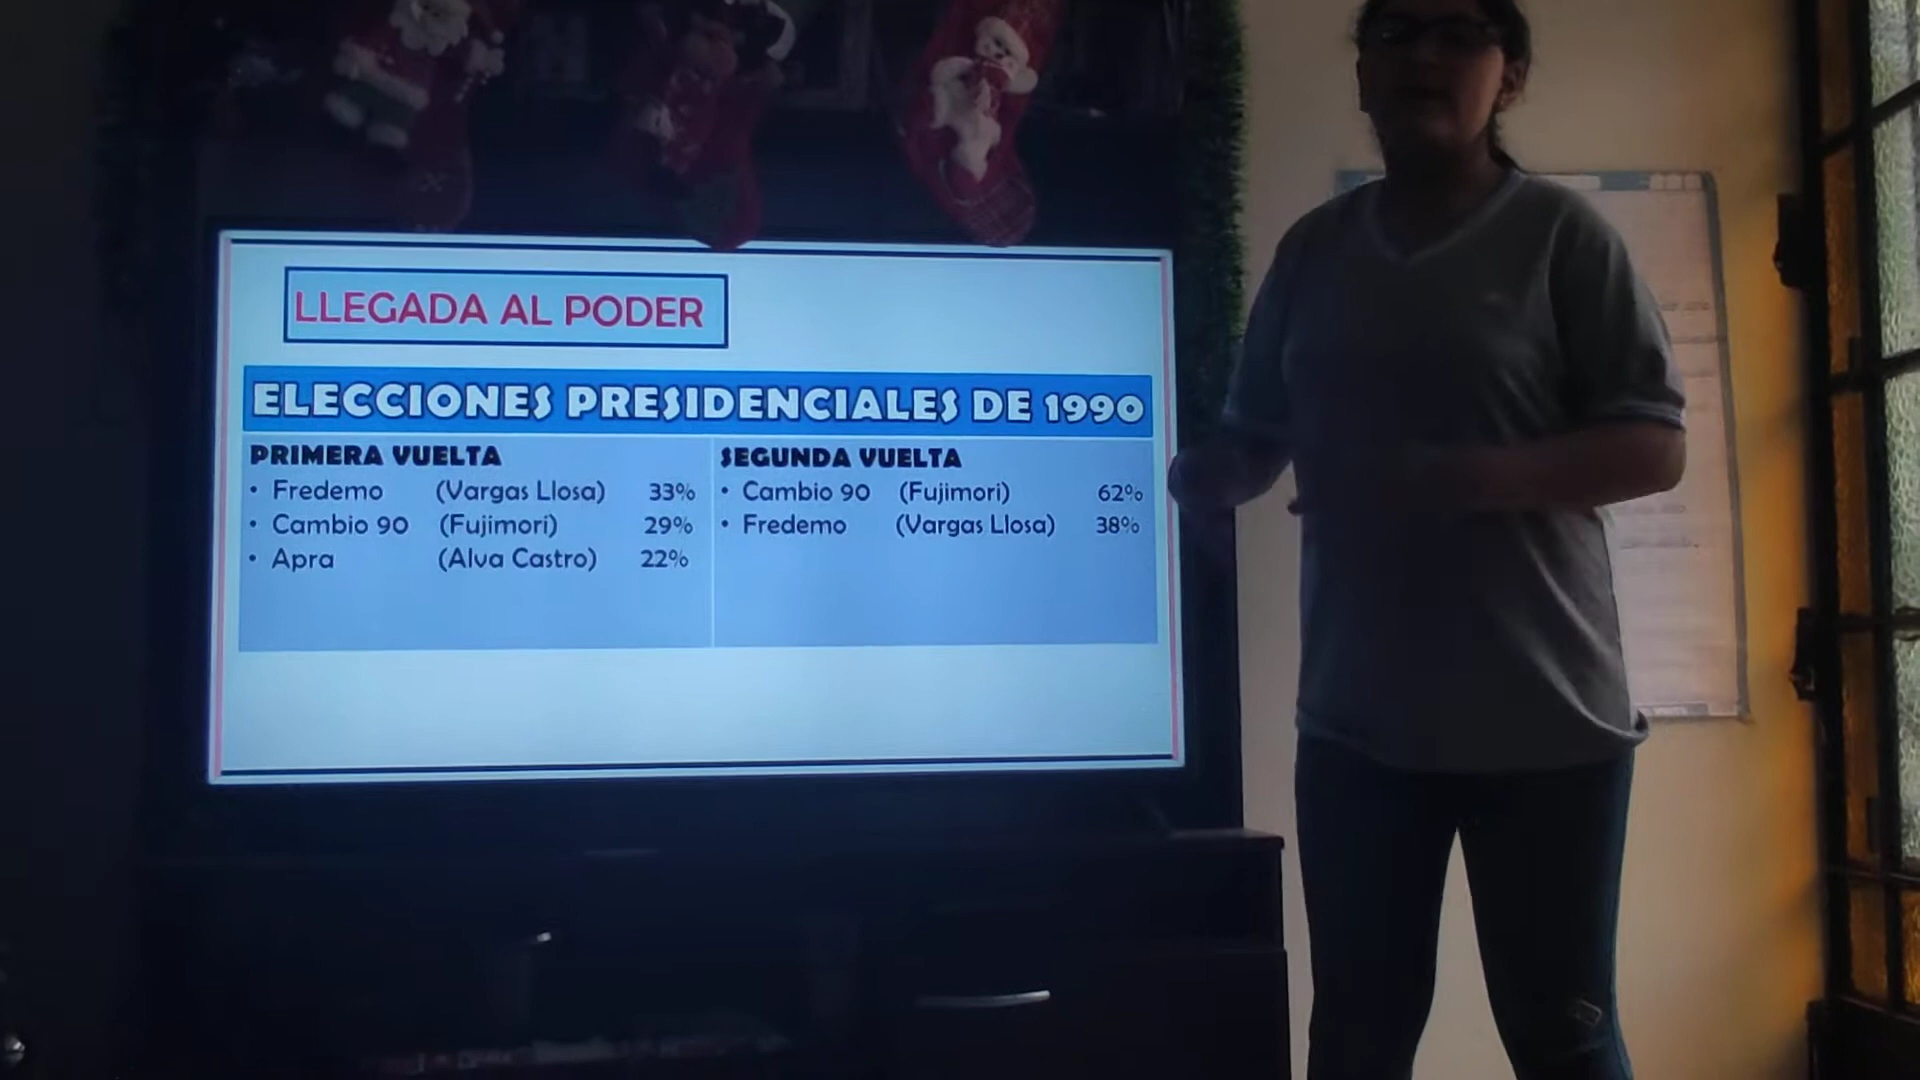 LLEGADA AL PODER
ELECCIONES PRESIDENCIALES DE 1990
PRIMERA VUELTA
• Fredemo (Vargas Llosa) 33%
• Cambio 90 (Fujimori) 29%
• Apra (Alva Castro) 22%
SEGUNDA VUELTA
• Cambio 90 (Fujimori) 62%
• Fredemo (Vargas Llosa) 38%